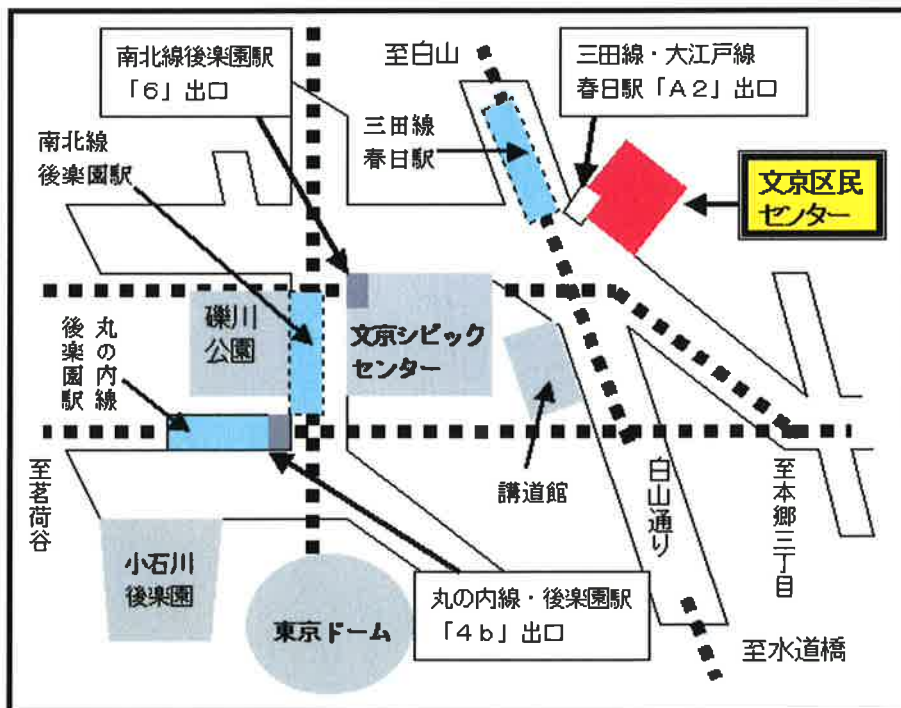 南北線後楽園駅
「6」出口
至白山
三田線・大江戸線
春日駅「A2」出口
南北線
後楽園駅
三田線
春日駅
文京区民
センター
礫川
公園
文京シビック
センター
丸の内線
後楽園駅
講道館
至茗荷谷
白山通り
至本郷三丁目
小石川
後楽園
東京ドーム
丸の内線・後楽園駅
「4b」出口
至水道橋